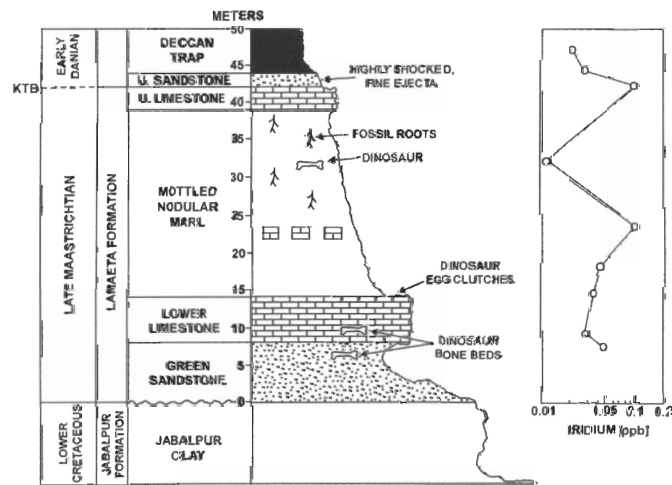 METERS
EARLY
DANIAN
DECCAN
TRAP
50
45
U. SANDSTONE
HIGHLY SHOCKED,
FINE EJECTA
KTB
U. LIMESTONE
40
LATE MAASTRICHTIAN
LAMAETA FORMATION
MOTTLED
NODULAR
MARL
35
30
25
20
15
FOSSIL ROOTS
DINOSAUR
DINOSAUR
EGG CLUTCHES
LOWER
LIMESTONE
10
DINOSAUR
BONE BEDS
GREEN
SANDSTONE
5
0
LOWER
CRETACEOUS
JABALPUR
FORMATION
JABALPUR
CLAY
0.01
0.1
IRIDIUM (ppb)